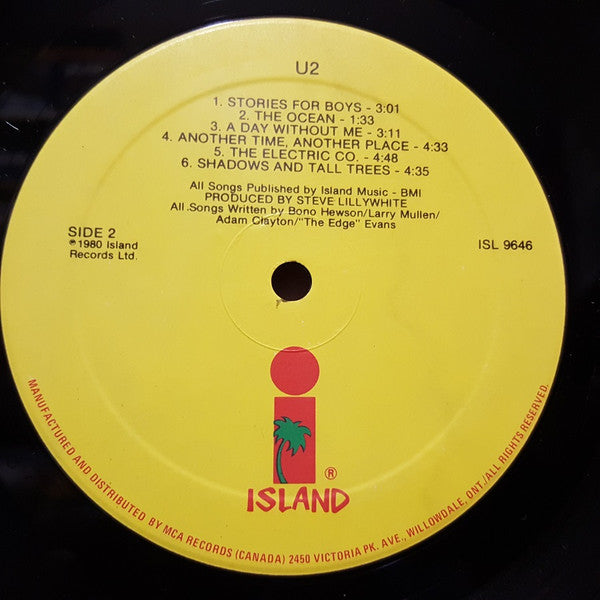 U2
1. STORIES FOR BOYS - 3:01
2. THE OCEAN - 1:33
3. A DAY WITHOUT ME - 3:11
4. ANOTHER TIME, ANOTHER PLACE - 4:33
5. THE ELECTRIC CO. - 4:48
6. SHADOWS AND TALL TREES - 4:35
All Songs Published by Island Music - BMI
PRODUCED BY STEVE LILLYWHITE
All Songs Written by Bono Hewson/Larry Mullen/
Adam Clayton/"The Edge" Evans
SIDE 2
℗ 1980 Island
Records Ltd.
ISL 9646
®
ISLAND
MANUFACTURED AND DISTRIBUTED BY MCA RECORDS (CANADA) 2450 VICTORIA PK. AVE., WILLOWDALE, ONT./ALL RIGHTS RESERVED.